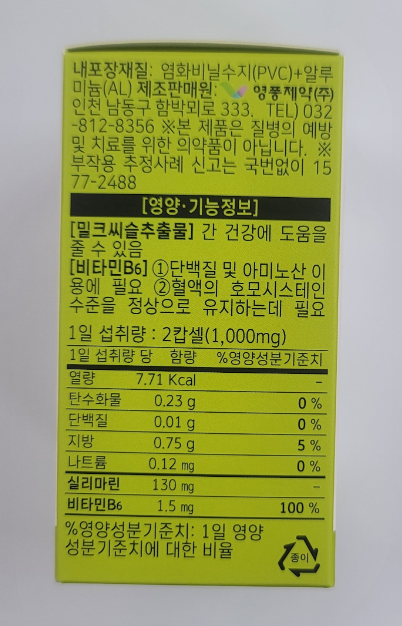 내포장재질: 염화비닐수지(PVC)+알루
미늄(AL) 제조판매원: 영풍제약(주)
인천 남동구 함박뫼로 333. TEL) 032
-812-8356 ※본 제품은 질병의 예방
및 치료를 위한 의약품이 아닙니다. ※
부작용 추정사례 신고는 국번없이 15
77-2488
[영양·기능정보]
[밀크씨슬추출물] 간 건강에 도움을
줄 수 있음
[비타민B6] ①단백질 및 아미노산 이
용에 필요 ②혈액의 호모시스테인
수준을 정상으로 유지하는데 필요
1일 섭취량 : 2캅셀(1,000mg)
1일 섭취량 당 함량 %영양성분기준치
열량 7.71 Kcal –
탄수화물 0.23 g 0 %
단백질 0.01 g 0 %
지방 0.75 g 5 %
나트륨 0.12 mg 0 %
실리마린 130 mg –
비타민B6 1.5 mg 100 %
%영양성분기준치: 1일 영양
성분기준치에 대한 비율
종이